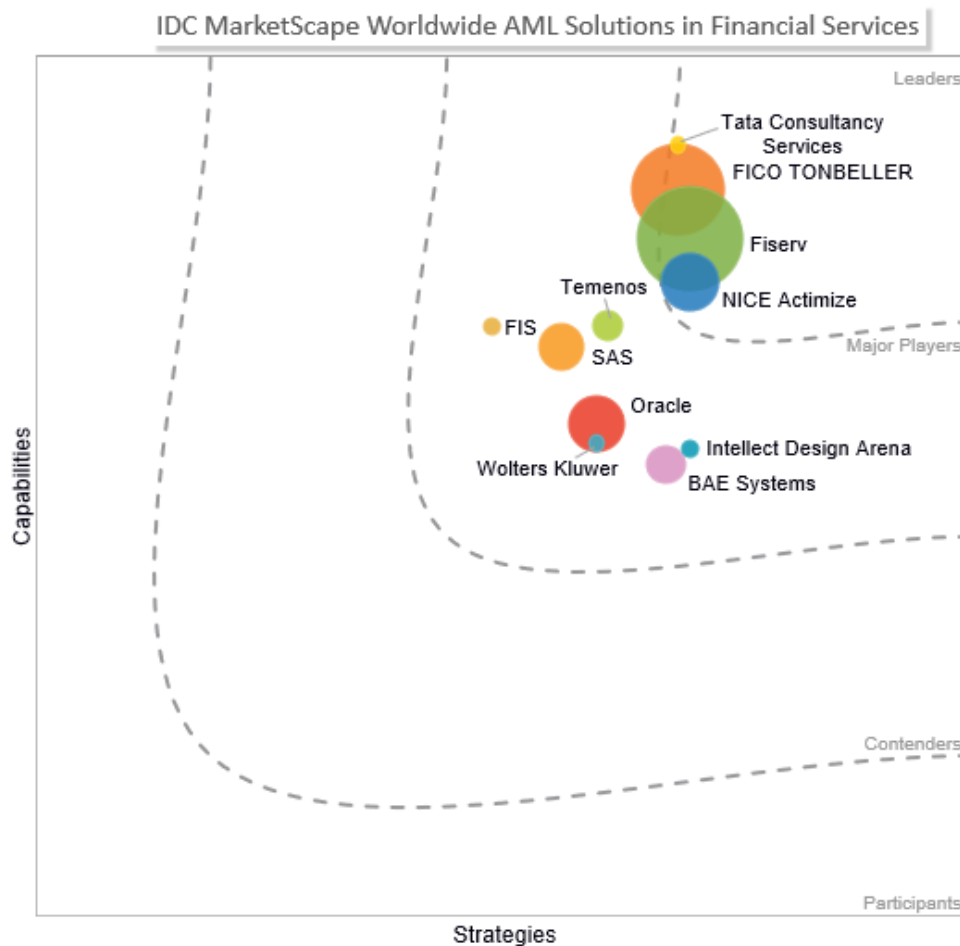 IDC MarketScape Worldwide AML Solutions in Financial Services
Leaders
Tata Consultancy
Services
FICO TONBELLER
Fiserv
Temenos
NICE Actimize
FIS
SAS
Major Players
Oracle
Wolters Kluwer
Intellect Design Arena
BAE Systems
Capabilities
Contenders
Participants
Strategies